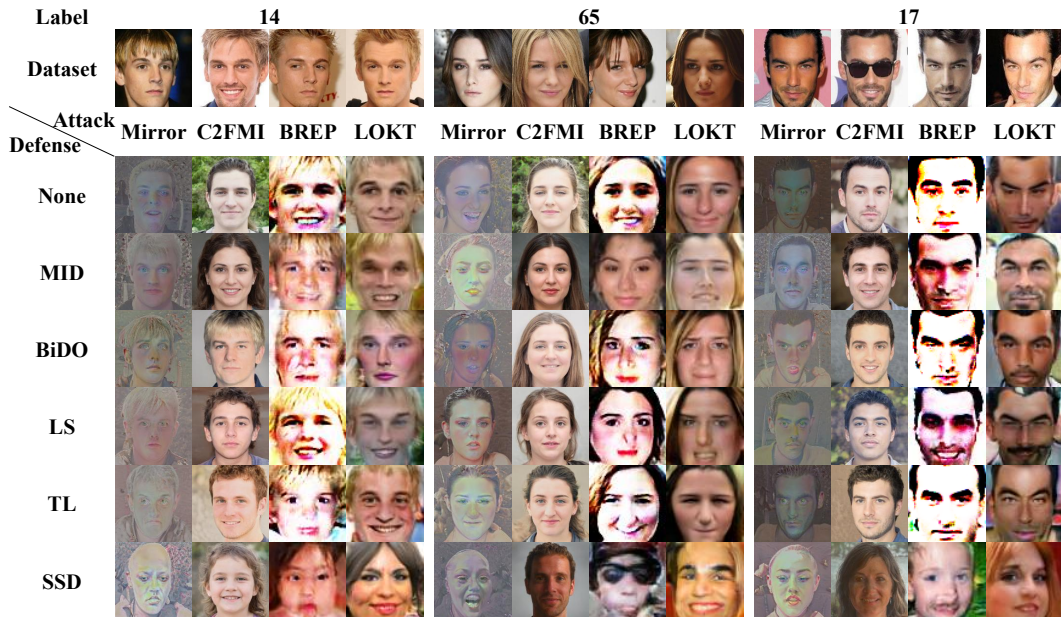 Label 14 65 17
Dataset
Attack
Defense
Mirror C2FMI BREP LOKT Mirror C2FMI BREP LOKT Mirror C2FMI BREP LOKT
None
MID
BiDO
LS
TL
SSD